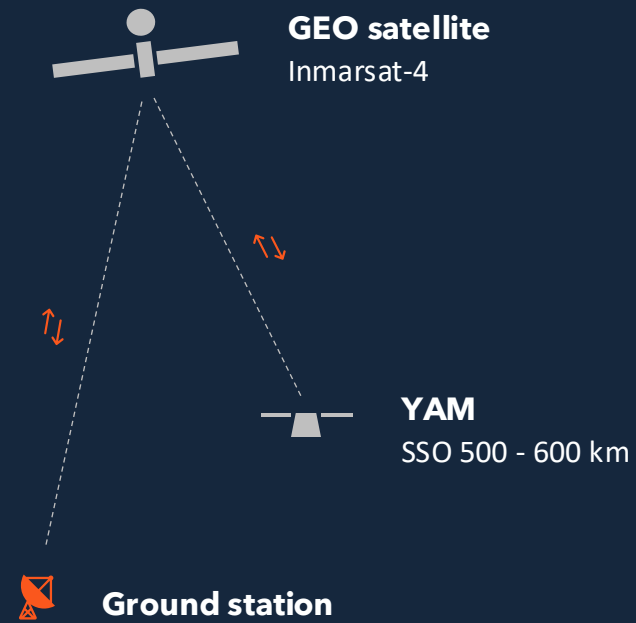 GEO satellite
Inmarsat-4
YAM
SSO 500 - 600 km
Ground station